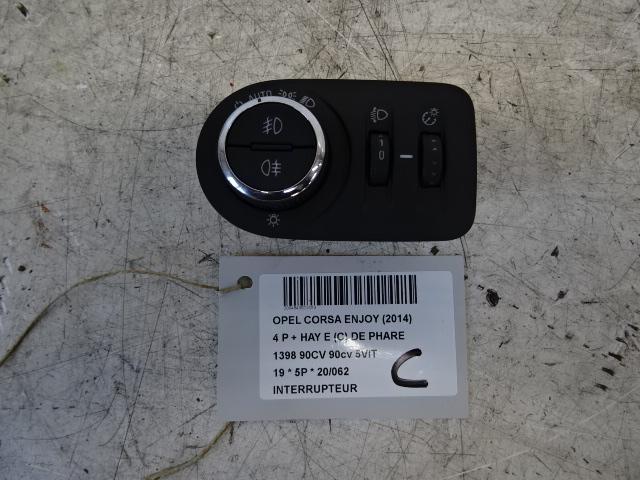 AUTO
1
0
OPEL CORSA ENJOY (2014)
4 P + HAY E (C) DE PHARE
1398 90CV 90cv 5VIT
19 * 5P * 20/062
INTERRUPTEUR
C